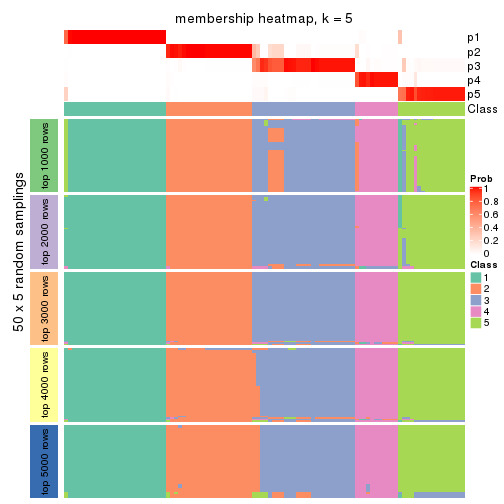 membership heatmap, k = 5
p1
p2
p3
p4
p5
Class
50 x 5 random samplings
top 1000 rows
top 2000 rows
top 3000 rows
top 4000 rows
top 5000 rows
Prob
1
0.8
0.6
0.4
0.2
0
Class
1
2
3
4
5